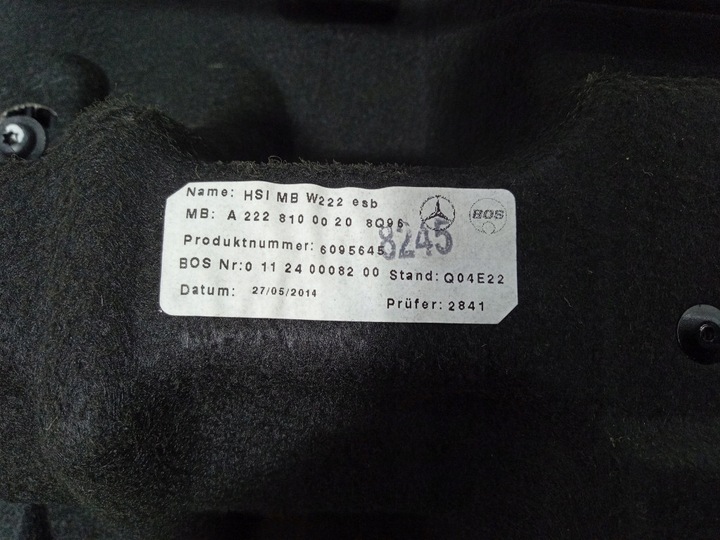 Name: HSI MB W222 esb
MB: A 222 810 00 20 8Q96
BOS
8245
Produktnummer: 6095645
BOS Nr: 0 11 24 00082 00 Stand: Q04E22
Datum: 27/05/2014 Prüfer: 2841